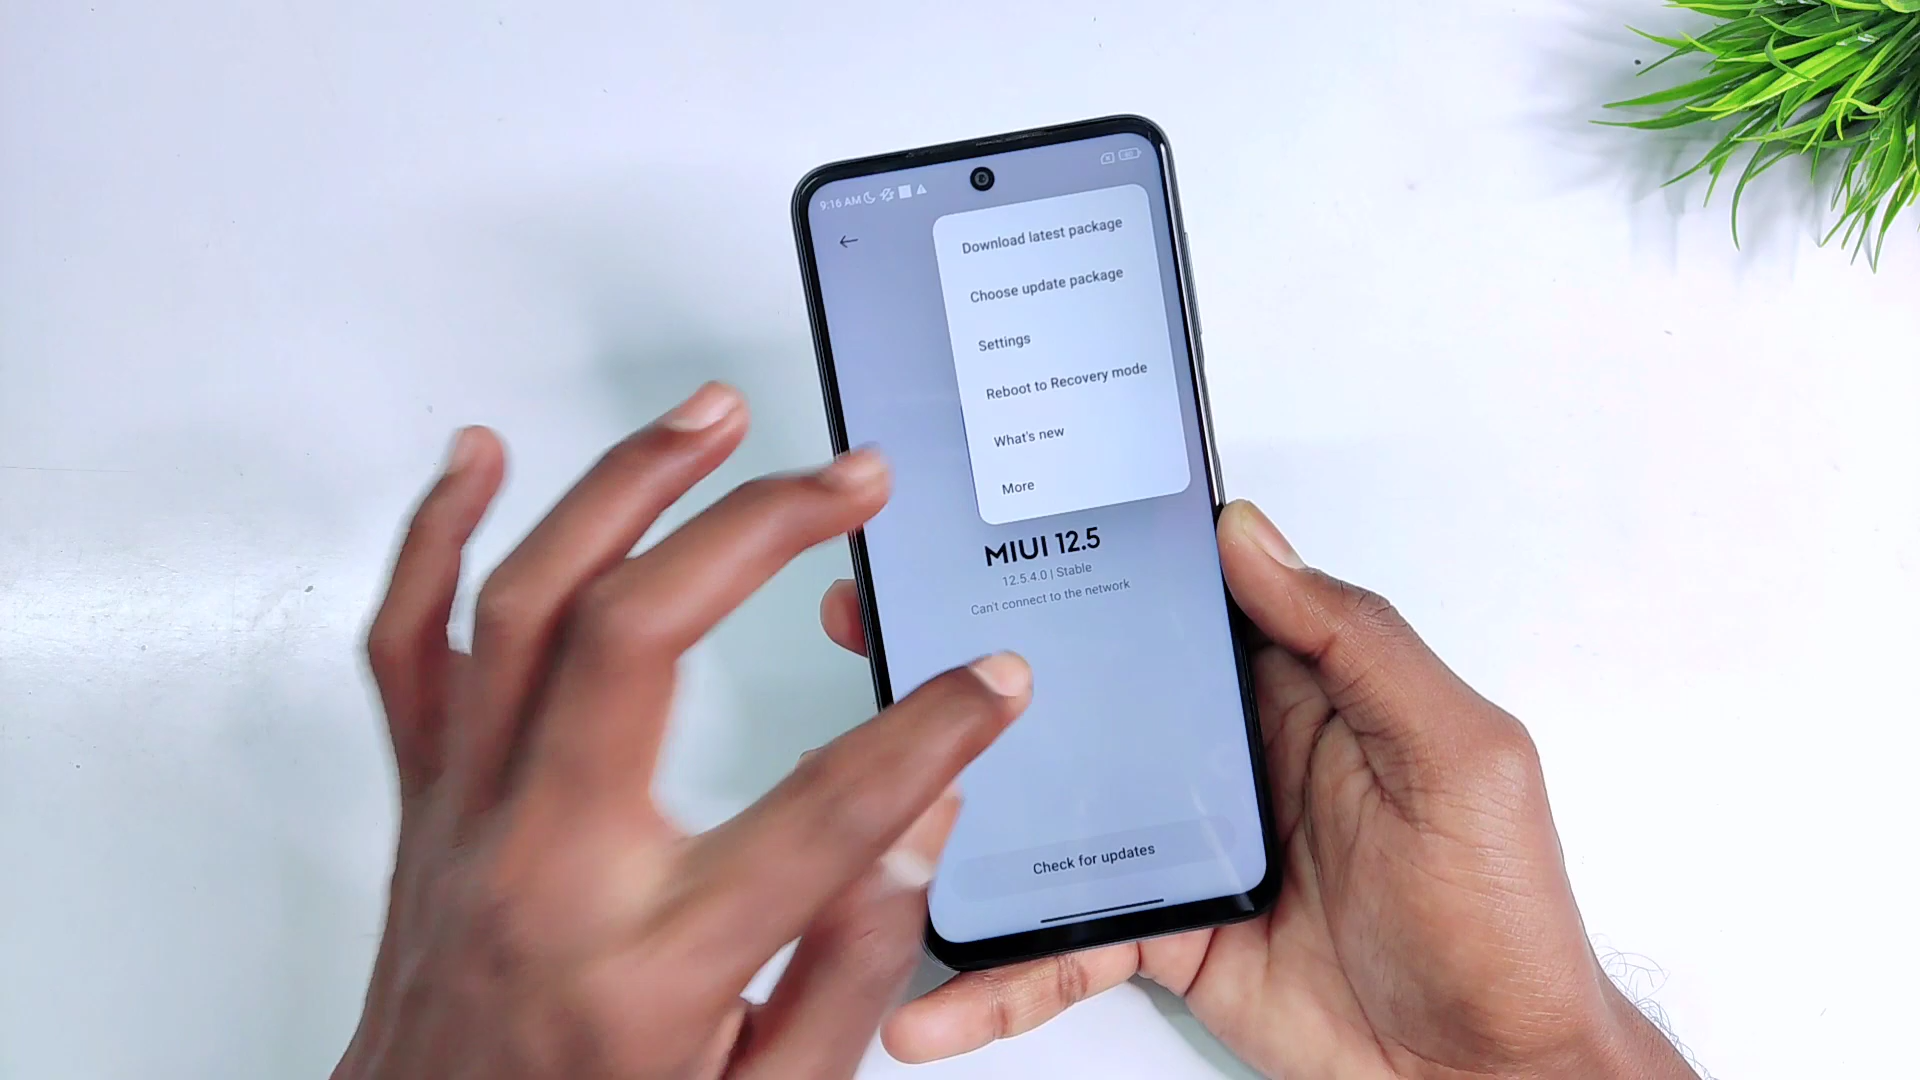 9:16 AM
Download latest package
Choose update package
Settings
Reboot to Recovery mode
What's new
More
MIUI 12.5
12.5.4.0 | Stable
Can't connect to the network
Check for updates